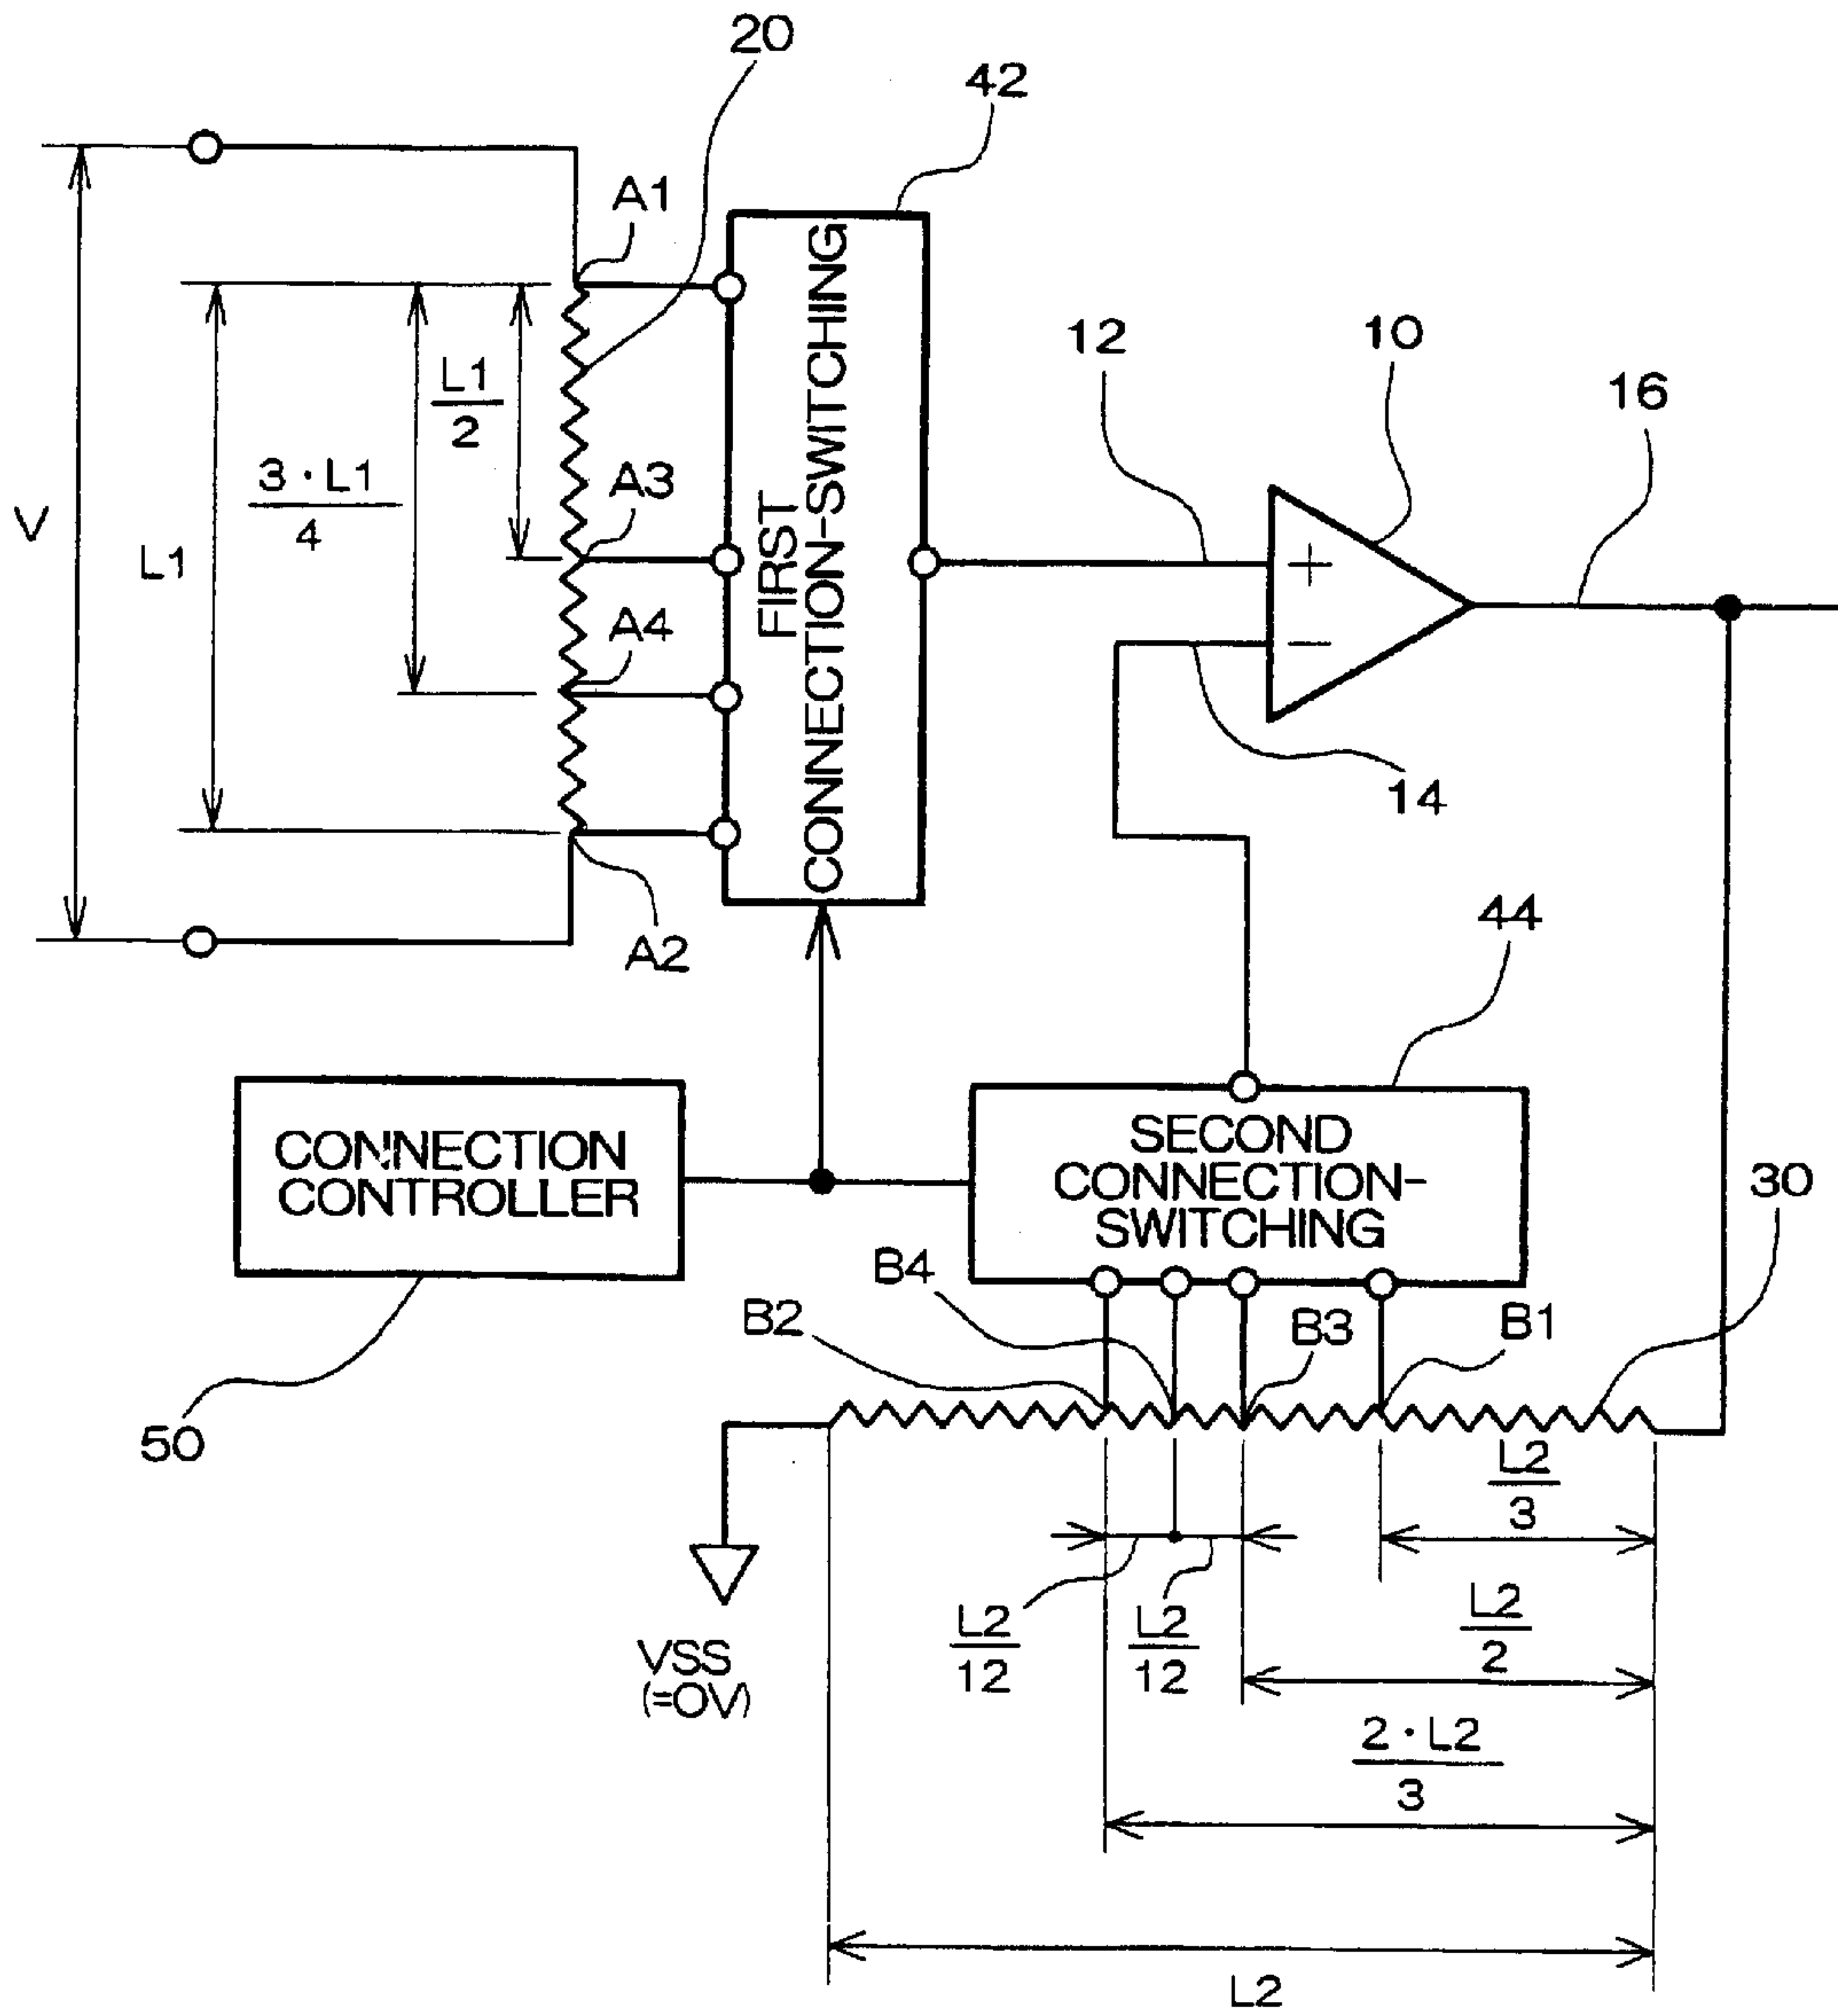 20
42
A1
12
10
16
L1
2
3·L1
4
A3
V
L1
A4
FIRST
CONNECTION-SWITCHING
+
−
14
A2
44
CONNECTION
CONTROLLER
SECOND
CONNECTION-
SWITCHING
30
B4
B2
B3
B1
50
L2
3
L2
12
L2
12
L2
2
VSS
(=0V)
2·L2
3
L2